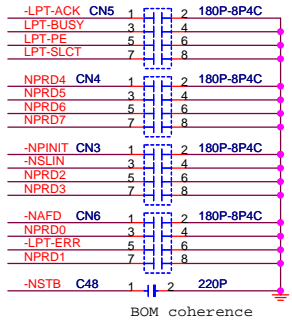 -LPT-ACK CN5 1 2 180P-8P4C
LPT-BUSY 3 4
LPT-PE 5 6
LPT-SLCT 7 8
NPRD4 CN4 1 2 180P-8P4C
NPRD5 3 4
NPRD6 5 6
NPRD7 7 8
-NPINIT CN3 1 2 180P-8P4C
-NSLIN 3 4
NPRD2 5 6
NPRD3 7 8
-NAFD CN6 1 2 180P-8P4C
NPRD0 3 4
-LPT-ERR 5 6
NPRD1 7 8
-NSTB C48 1 2 220P
BOM coherence